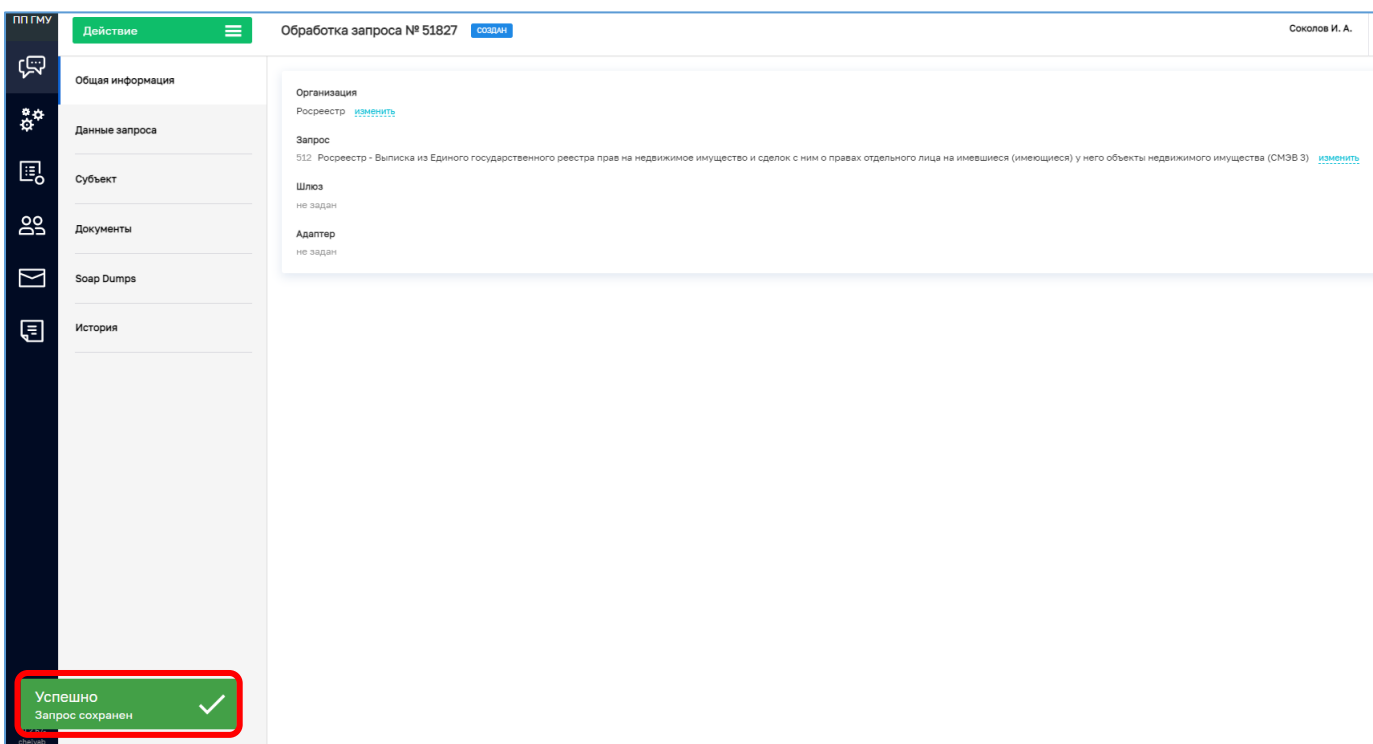 ПП ГМУ
Действие
Обработка запроса № 51827 СОЗДАН
Соколов И. А.
Общая информация
Данные запроса
Субъект
Документы
Soap Dumps
История
Организация
Росреестр изменить
Запрос
512 Росреестр - Выписка из Единого государственного реестра прав на недвижимое имущество и сделок с ним о правах отдельного лица на имевшиеся (имеющиеся) у него объекты недвижимого имущества (СМЭВ 3) изменить
Шлюз
не задан
Адаптер
не задан
Успешно
Запрос сохранен
chelyab